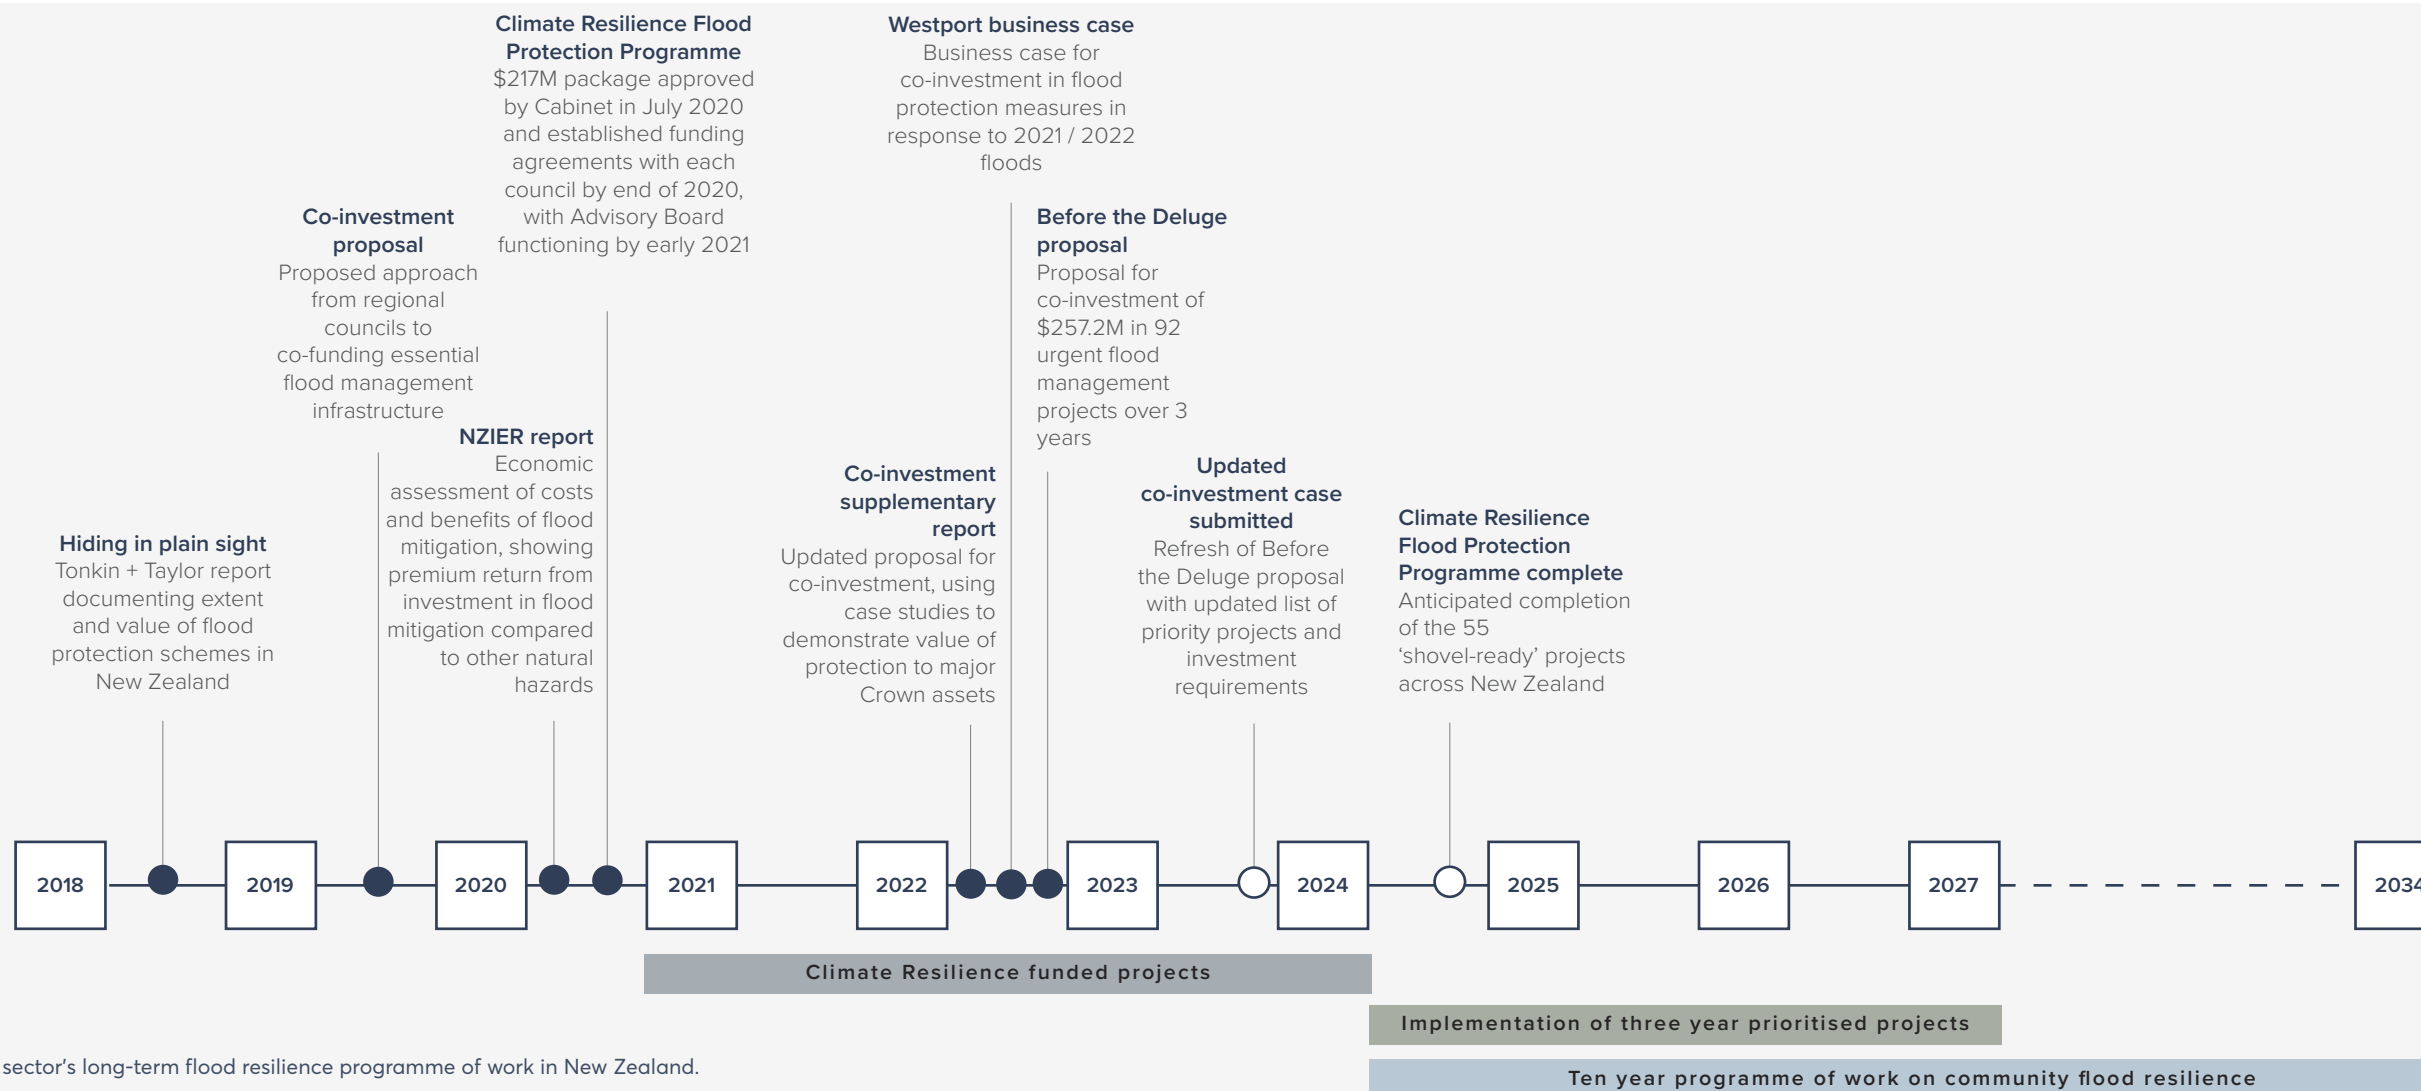 Climate Resilience Flood
Protection Programme
$217M package approved
by Cabinet in July 2020
and established funding
agreements with each
council by end of 2020,
with Advisory Board
functioning by early 2021
Westport business case
Business case for
co-investment in flood
protection measures in
response to 2021 / 2022
floods
Co-investment
proposal
Proposed approach
from regional
councils to
co-funding essential
flood management
infrastructure
Before the Deluge
proposal
Proposal for
co-investment of
$257.2M in 92
urgent flood
management
projects over 3
years
NZIER report
Economic
assessment of costs
and benefits of flood
mitigation, showing
premium return from
investment in flood
mitigation compared
to other natural
hazards
Co-investment
supplementary
report
Updated proposal for
co-investment, using
case studies to
demonstrate value of
protection to major
Crown assets
Updated
co-investment case
submitted
Refresh of Before
the Deluge proposal
with updated list of
priority projects and
investment
requirements
Climate Resilience
Flood Protection
Programme complete
Anticipated completion
of the 55
‘shovel-ready’ projects
across New Zealand
Hiding in plain sight
Tonkin + Taylor report
documenting extent
and value of flood
protection schemes in
New Zealand
2018
2019
2020
2021
2022
2023
2024
2025
2026
2027
2034
Climate Resilience funded projects
Implementation of three year prioritised projects
sector's long-term flood resilience programme of work in New Zealand.
Ten year programme of work on community flood resilience